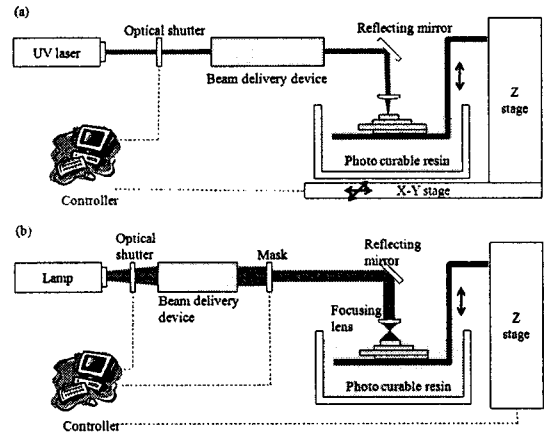 (a)
Optical shutter
Reflecting mirror
UV laser
Beam delivery device
Z
stage
Photo curable resin
X-Y stage
Controller
(b)
Optical
shutter
Mask
Reflecting
mirror
Lamp
Beam delivery
device
Focusing
lens
Z
stage
Photo curable resin
Controller